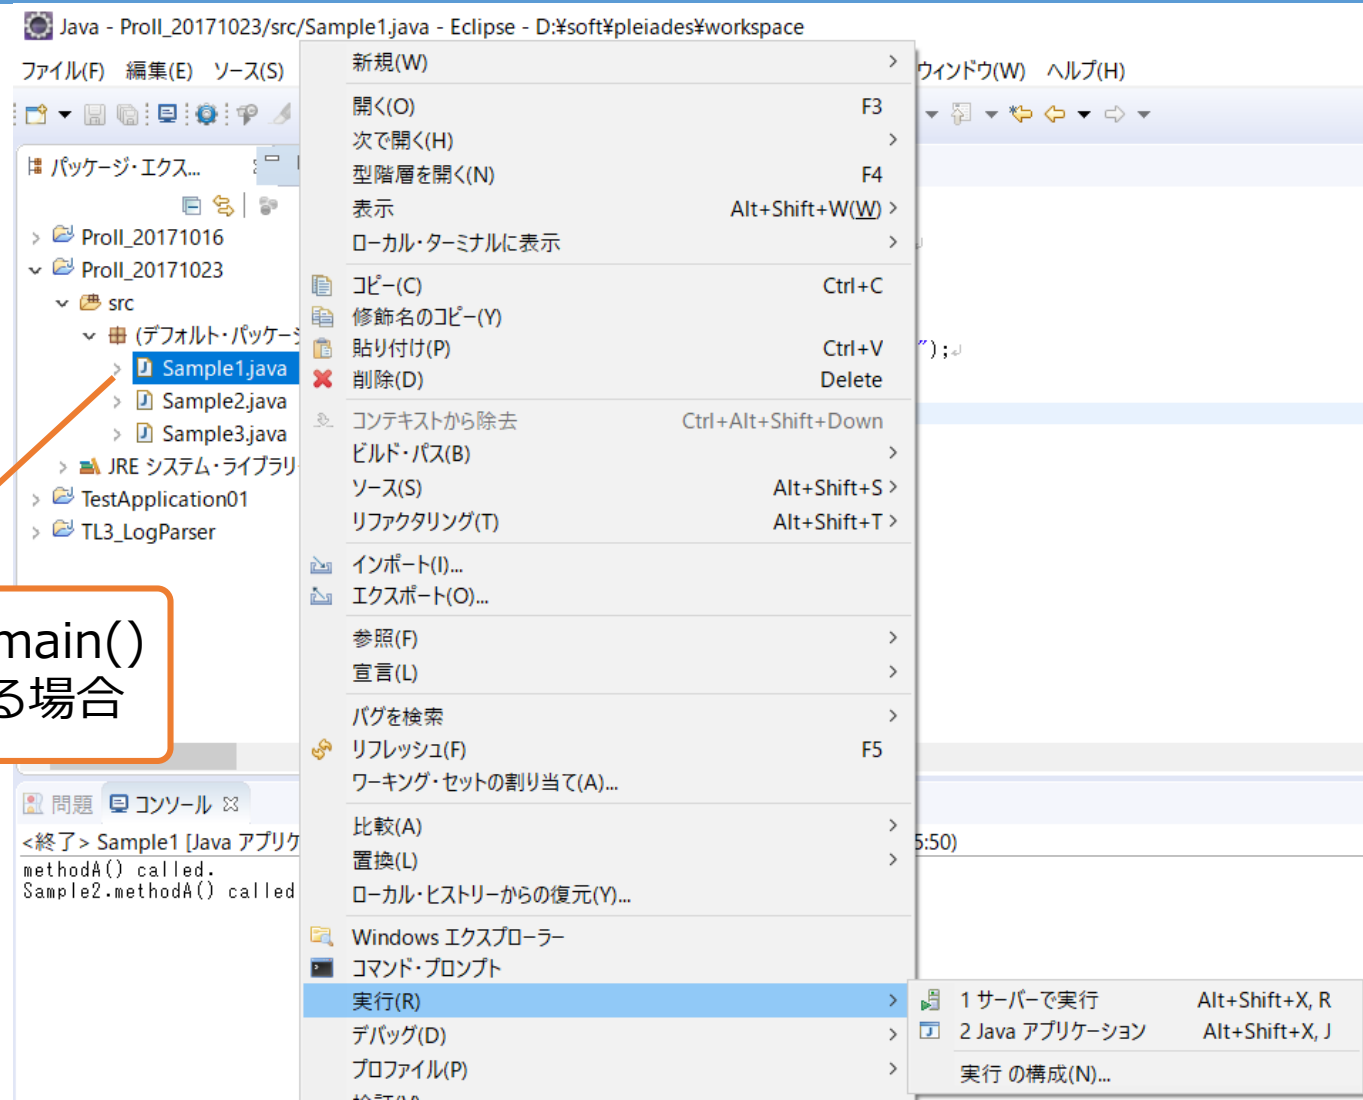 Java - ProII_20171023/src/Sample1.java - Eclipse - D:¥soft¥pleiades¥workspace
ファイル(F) 編集(E) ソース(S)
ウィンドウ(W) ヘルプ(H)
パッケージ・エクス...
ProII_20171016
ProII_20171023
src
(デフォルト・パッケージ
Sample1.java
Sample2.java
Sample3.java
JRE システム・ライブラリ
TestApplication01
TL3_LogParser
main()
る場合
新規(W)
開く(O) F3
次で開く(H)
型階層を開く(N) F4
表示 Alt+Shift+W(W)
ローカル・ターミナルに表示
コピー(C) Ctrl+C
修飾名のコピー(Y)
貼り付け(P) Ctrl+V
削除(D) Delete
コンテキストから除去 Ctrl+Alt+Shift+Down
ビルド・パス(B)
ソース(S) Alt+Shift+S
リファクタリング(T) Alt+Shift+T
インポート(I)...
エクスポート(O)...
参照(F)
宣言(L)
バグを検索
リフレッシュ(F) F5
ワーキング・セットの割り当て(A)...
比較(A)
置換(L)
ローカル・ヒストリーからの復元(Y)...
Windows エクスプローラー
コマンド・プロンプト
実行(R)
デバッグ(D)
プロファイル(P)
1 サーバーで実行 Alt+Shift+X, R
2 Java アプリケーション Alt+Shift+X, J
実行 の構成(N)...
");
問題 コンソール
<終了> Sample1 [Java アプリケ
5:50)
methodA() called.
Sample2.methodA() called